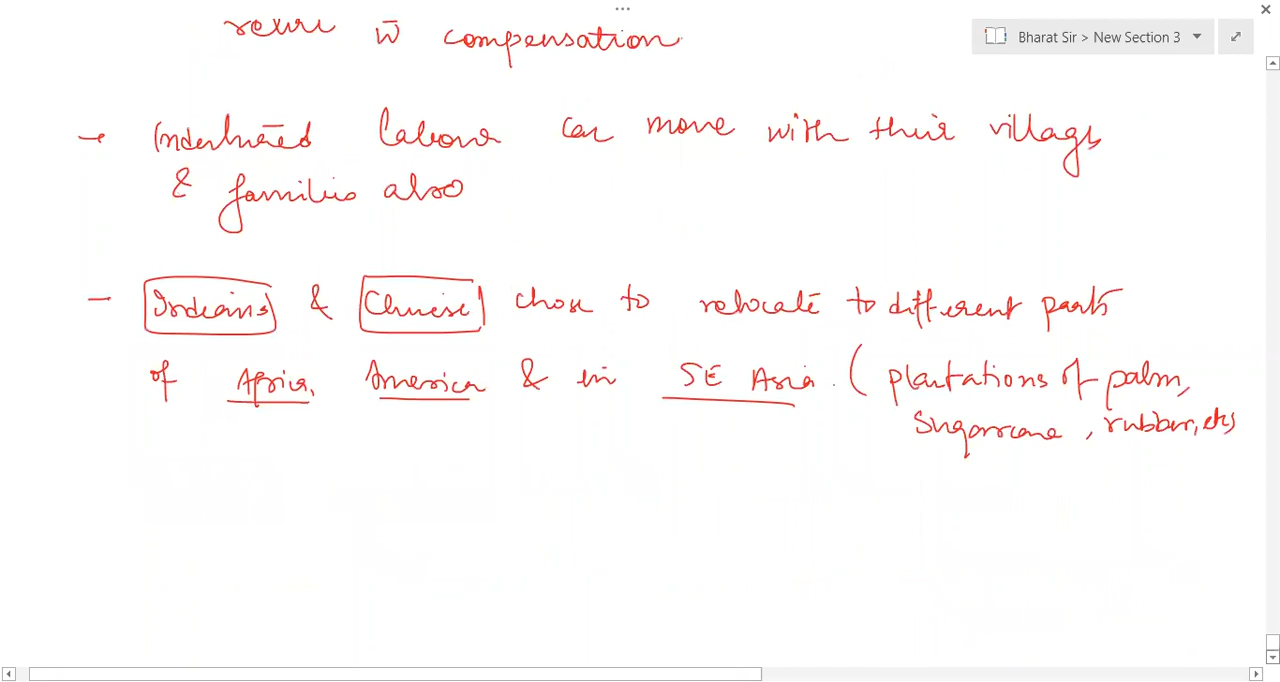 w̄ compensation
Bharat Sir > New Section 3
→ Indentured labour can move with their villages
& families also
- Indians & Chinese chose to relocate to different parts
of Africa, America & in SE Asia. ( plantations of palm,
Sugarcane, rubber, etc)